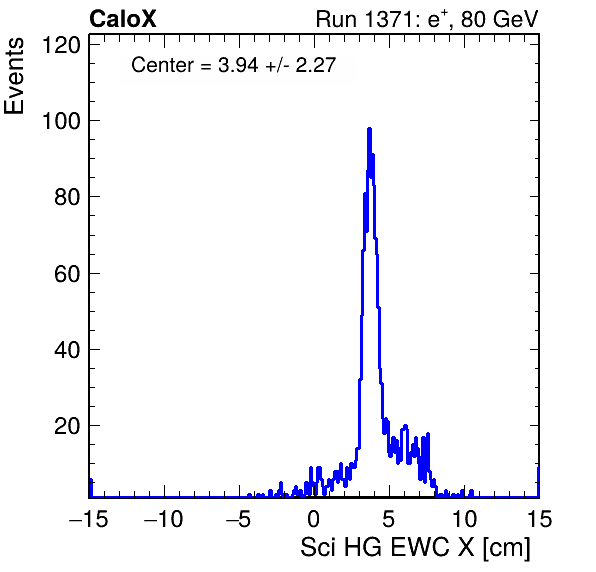 CaloX Run 1371: e⁺, 80 GeV
Center = 3.94 +/- 2.27
Events
120
100
80
60
40
20
−15 −10 −5 0 5 10 15
Sci HG EWC X [cm]